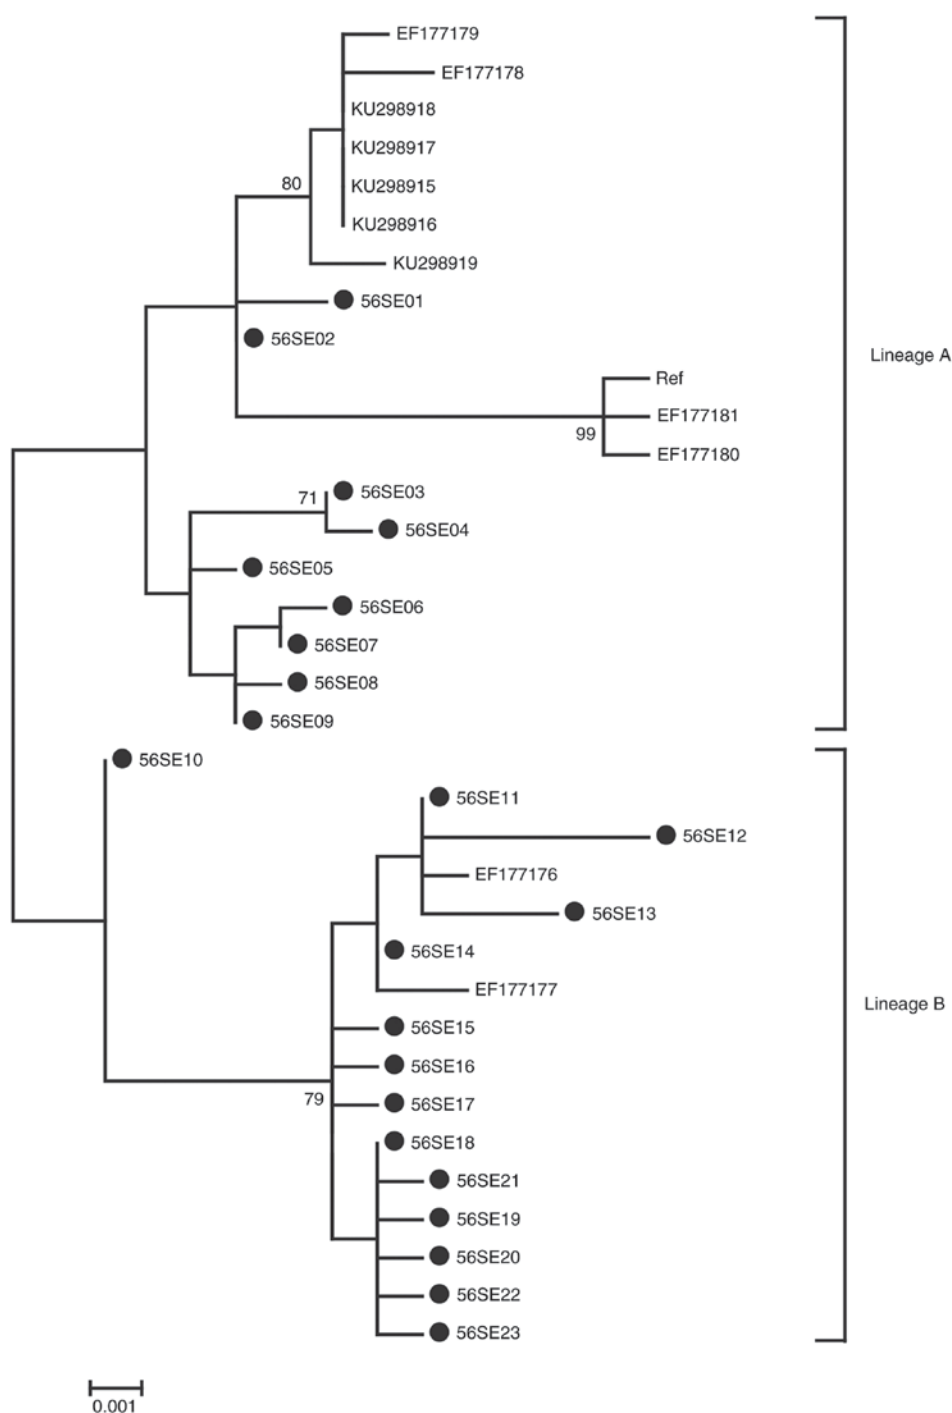 EF177179
EF177178
KU298918
KU298917
KU298915
80
KU298916
KU298919
56SE01
56SE02
Lineage A
Ref
EF177181
99
EF177180
71
56SE03
56SE04
56SE05
56SE06
56SE07
56SE08
56SE09
56SE10
56SE11
56SE12
EF177176
56SE13
56SE14
EF177177
Lineage B
56SE15
56SE16
79
56SE17
56SE18
56SE21
56SE19
56SE20
56SE22
56SE23
0.001